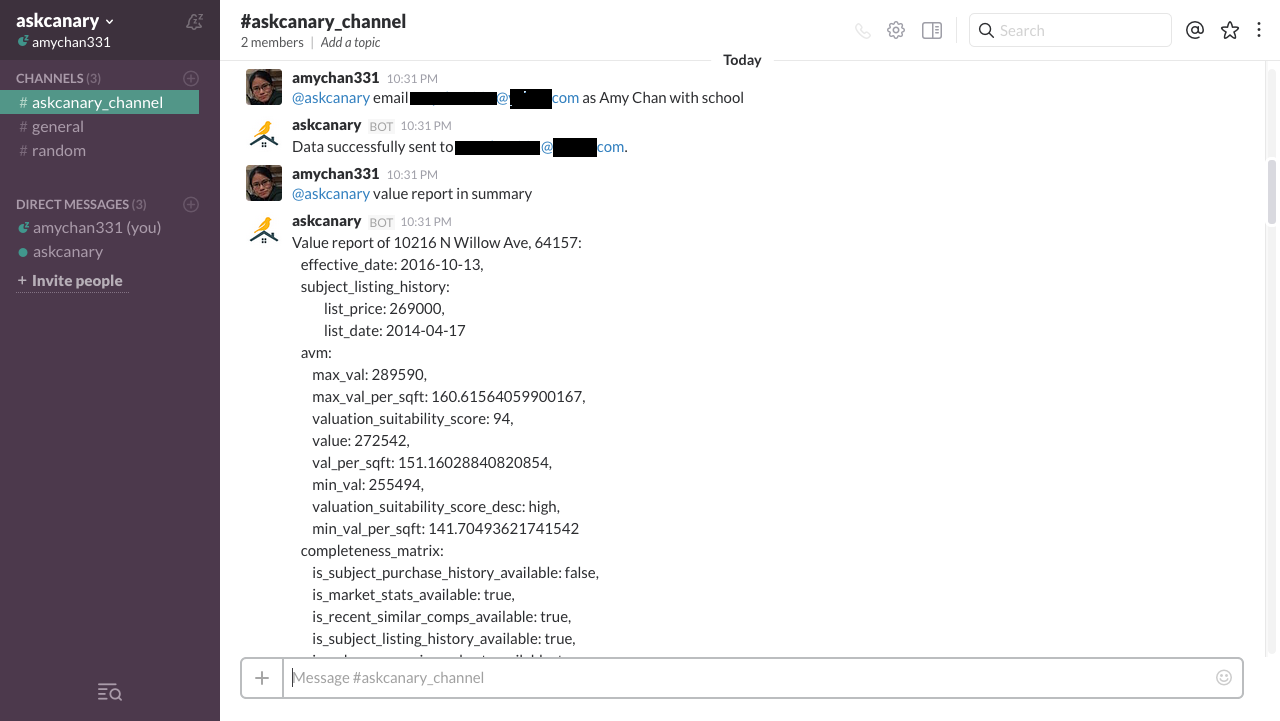 askcanary
amychan331
CHANNELS (3)
# askcanary_channel
# general
# random
DIRECT MESSAGES (3)
amychan331 (you)
askcanary
+ Invite people
#askcanary_channel
2 members | Add a topic
Search
Today
amychan331 10:31 PM
@askcanary email @ com as Amy Chan with school
askcanary BOT 10:31 PM
Data successfully sent to @ com.
amychan331 10:31 PM
@askcanary value report in summary
askcanary BOT 10:31 PM
Value report of 10216 N Willow Ave, 64157:
effective_date: 2016-10-13,
subject_listing_history:
list_price: 269000,
list_date: 2014-04-17
avm:
max_val: 289590,
max_val_per_sqft: 160.61564059900167,
valuation_suitability_score: 94,
value: 272542,
val_per_sqft: 151.16028840820854,
min_val: 255494,
valuation_suitability_score_desc: high,
min_val_per_sqft: 141.70493621741542
completeness_matrix:
is_subject_purchase_history_available: false,
is_market_stats_available: true,
is_recent_similar_comps_available: true,
is_subject_listing_history_available: true,
Message #askcanary_channel